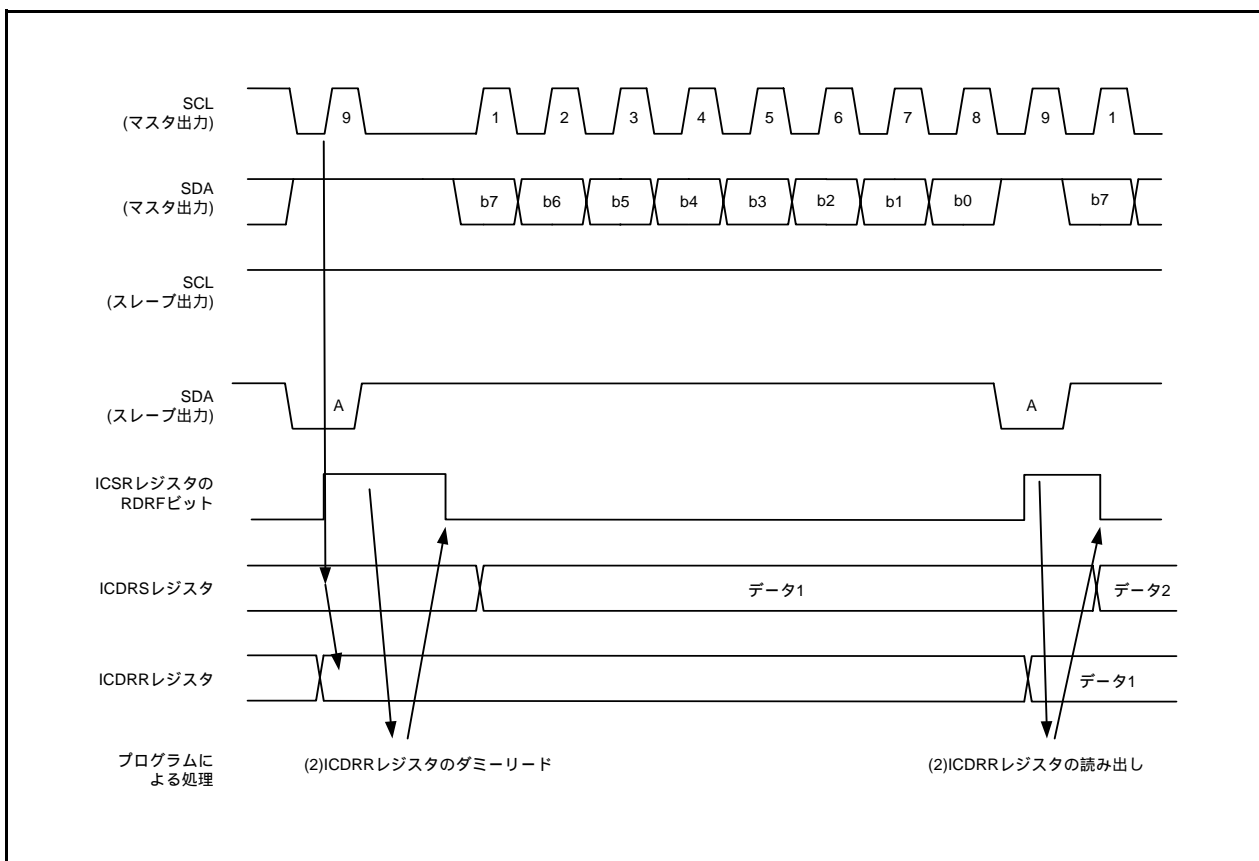 SCL
(マスタ出力)
9 1 2 3 4 5 6 7 8 9 1
SDA
(マスタ出力)
b7 b6 b5 b4 b3 b2 b1 b0 b7
SCL
(スレーブ出力)
SDA
(スレーブ出力)
A A
ICSRレジスタの
RDRFビット
ICDRSレジスタ
データ1 データ2
ICDRRレジスタ
データ1
プログラムに
よる処理
(2)ICDRRレジスタのダミーリード (2)ICDRRレジスタの読み出し